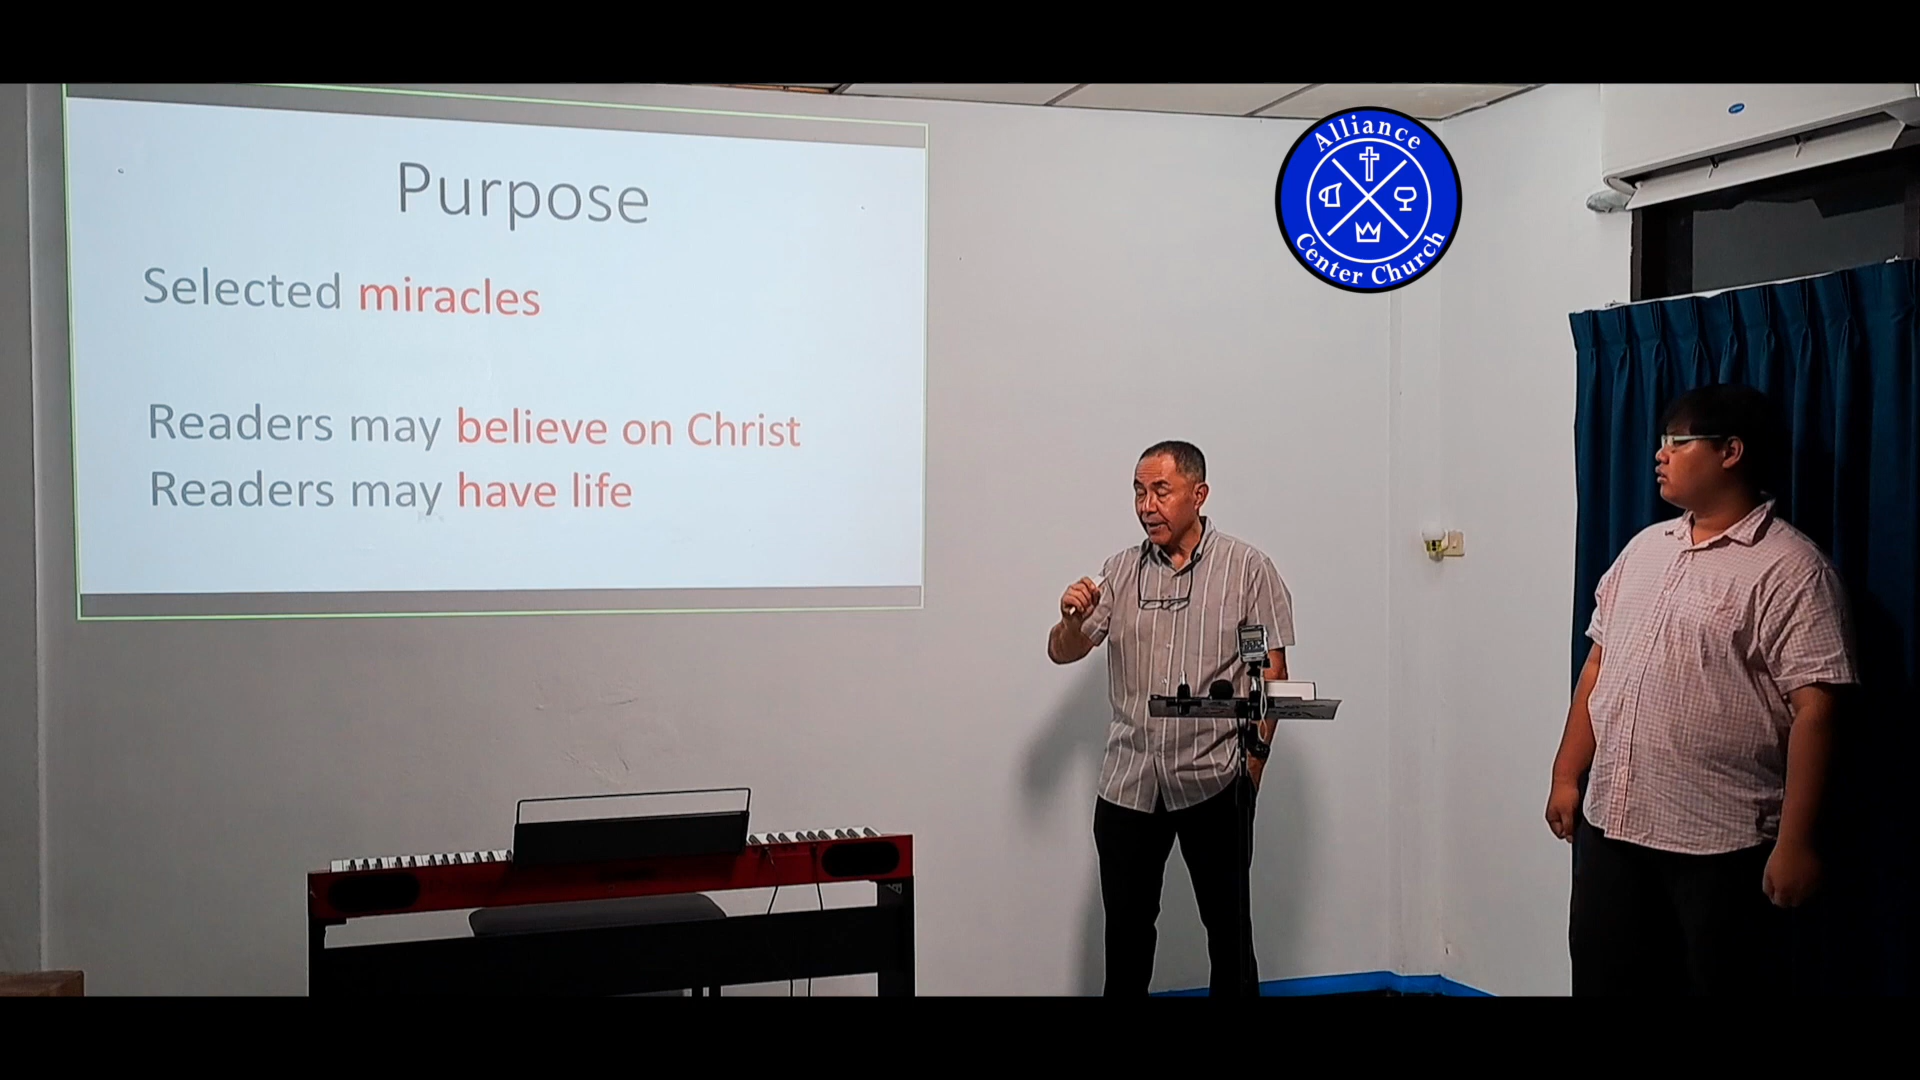 Purpose
Selected miracles
Readers may believe on Christ
Readers may have life
Alliance
Center Church